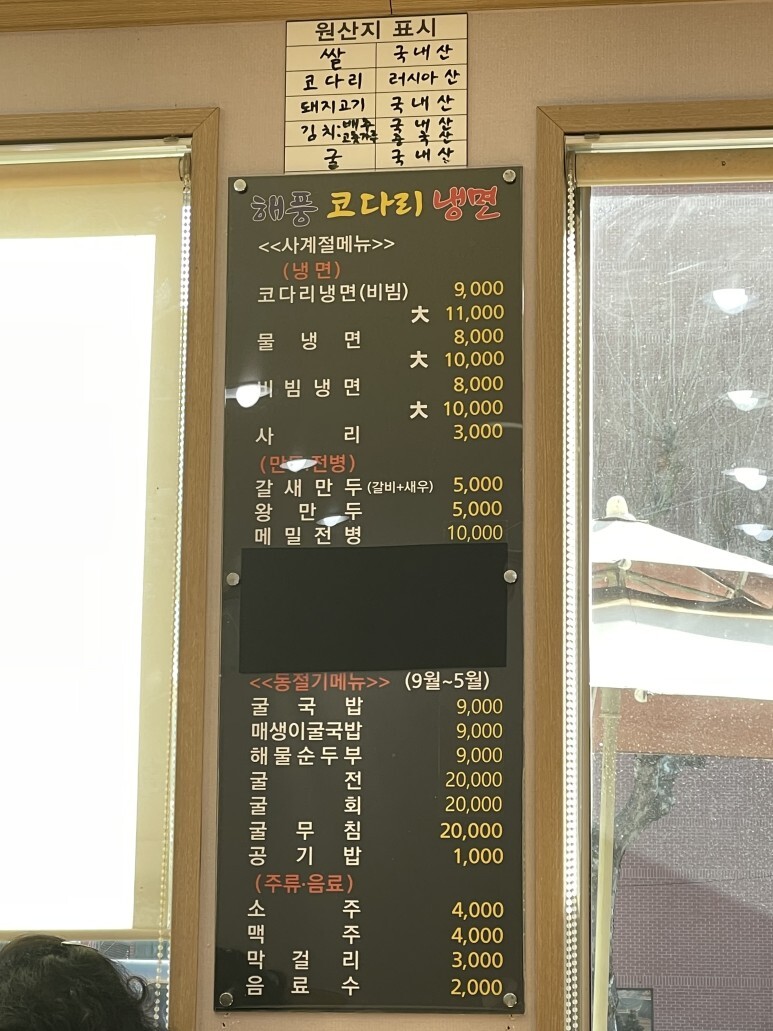 원산지 표시
쌀 국내산
코다리 러시아산
돼지고기 국내산
김치:배추 국내산
고춧가루 중국산
굴 국내산
해풍 코다리 냉면
<<사계절메뉴>>
(냉면)
코다리냉면(비빔) 9,000
大 11,000
물냉면 8,000
大 10,000
비빔냉면 8,000
大 10,000
사리 3,000
(만두.전병)
갈새만두(갈비+새우) 5,000
왕만두 5,000
메밀전병 10,000
<<동절기메뉴>> (9월~5월)
굴국밥 9,000
매생이굴국밥 9,000
해물순두부 9,000
굴전 20,000
굴회 20,000
굴무침 20,000
공기밥 1,000
(주류·음료)
소주 4,000
맥주 4,000
막걸리 3,000
음료수 2,000